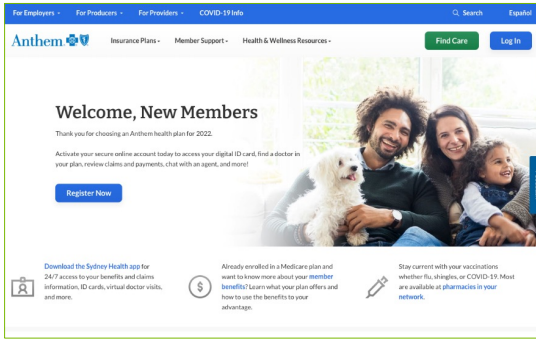 For Employers For Producers For Providers COVID-19 Info Search Español
Anthem Insurance Plans Member Support Health & Wellness Resources Find Care Log In
Welcome, New Members
Thank you for choosing an Anthem health plan for 2022.
Activate your secure online account today to access your digital ID card, find a doctor in
your plan, review claims and payments, chat with an agent, and more!
Register Now
Download the Sydney Health app for
24/7 access to your benefits and claims
information, ID cards, virtual doctor visits,
and more.
$
Already enrolled in a Medicare plan and
want to know more about your member
benefits? Learn what your plan offers and
how to use the benefits to your
advantage.
Stay current with your vaccinations
whether flu, shingles, or COVID-19. Most
are available at pharmacies in your
network.